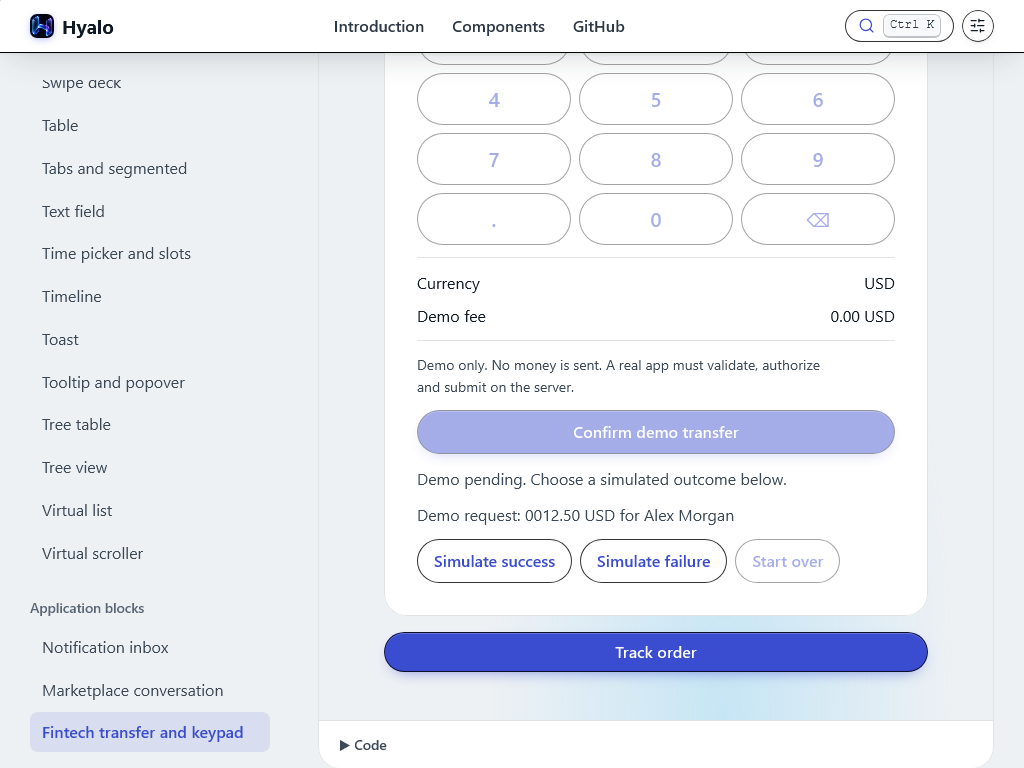 Hyalo
Introduction
Components
GitHub
Ctrl K
Swipe deck
Table
Tabs and segmented
Text field
Time picker and slots
Timeline
Toast
Tooltip and popover
Tree table
Tree view
Virtual list
Virtual scroller
Application blocks
Notification inbox
Marketplace conversation
Fintech transfer and keypad
4 5 6
7 8 9
. 0 ⌫
Currency USD
Demo fee 0.00 USD
Demo only. No money is sent. A real app must validate, authorize
and submit on the server.
Confirm demo transfer
Demo pending. Choose a simulated outcome below.
Demo request: 0012.50 USD for Alex Morgan
Simulate success
Simulate failure
Start over
Track order
▶ Code